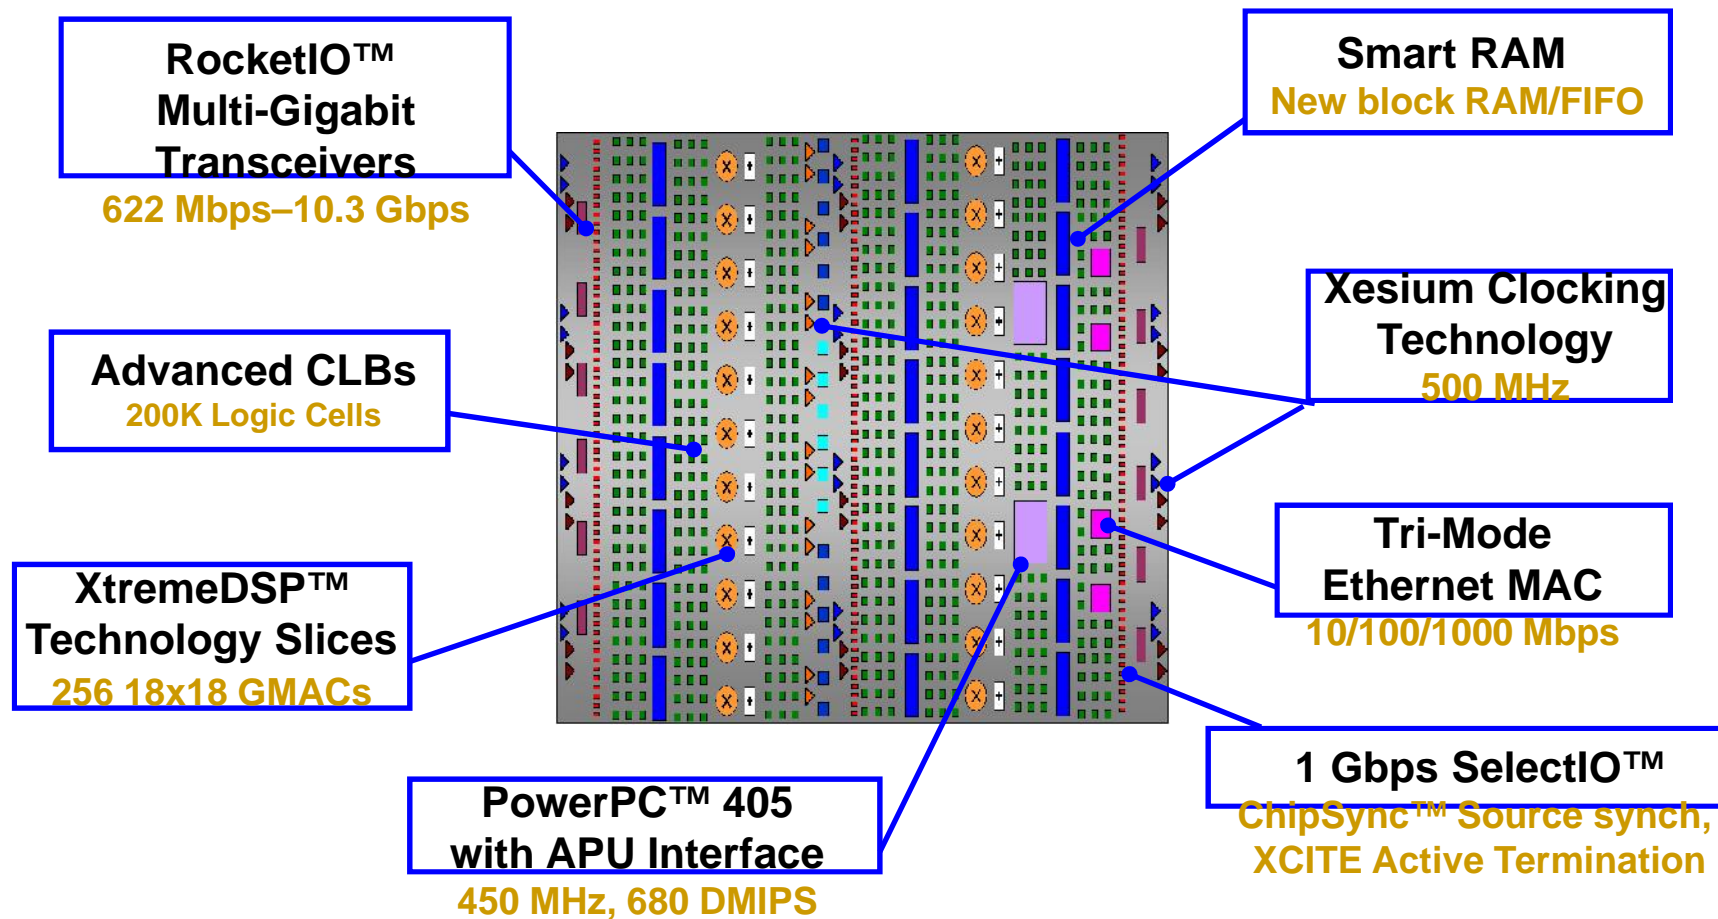 RocketIO™
Multi-Gigabit
Transceivers
622 Mbps–10.3 Gbps
Smart RAM
New block RAM/FIFO
Advanced CLBs
200K Logic Cells
Xesium Clocking
Technology
500 MHz
XtremeDSP™
Technology Slices
256 18x18 GMACs
Tri-Mode
Ethernet MAC
10/100/1000 Mbps
PowerPC™ 405
with APU Interface
450 MHz, 680 DMIPS
1 Gbps SelectIO™
ChipSync™ Source synch,
XCITE Active Termination